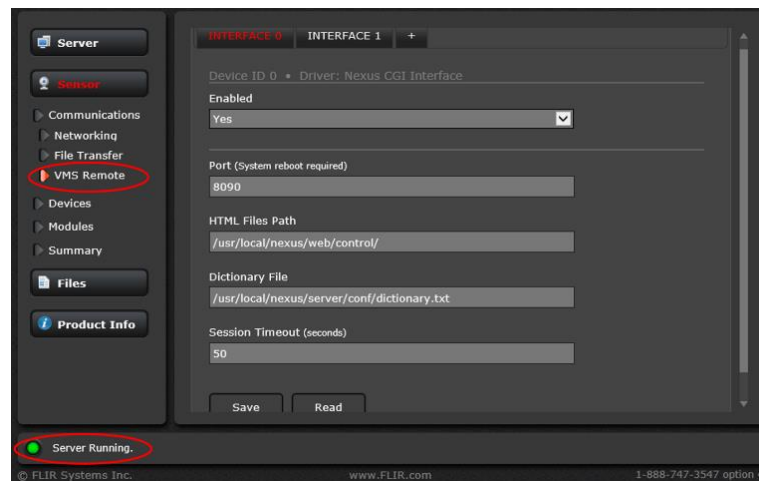 Server
Sensor
Communications
Networking
File Transfer
VMS Remote
Devices
Modules
Summary
Files
Product Info
INTERFACE 0 INTERFACE 1 +
Device ID 0 • Driver: Nexus CGI Interface
Enabled
Yes
Port (System reboot required)
8090
HTML Files Path
/usr/local/nexus/web/control/
Dictionary File
/usr/local/nexus/server/conf/dictionary.txt
Session Timeout (seconds)
50
Save Read
Server Running.
© FLIR Systems Inc. www.FLIR.com 1-888-747-3547 option